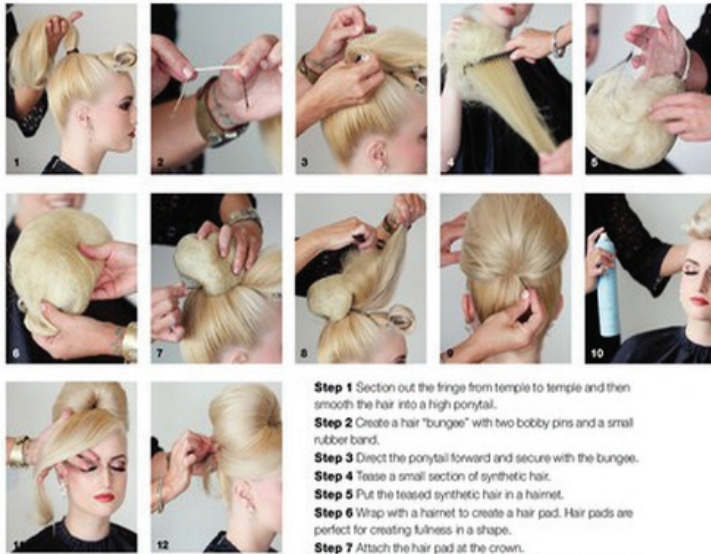 1
2
3
4
5
6
7
8
9
10
11
12
Step 1 Section out the fringe from temple to temple and then
smooth the hair into a high ponytail.
Step 2 Create a hair "bungee" with two bobby pins and a small
rubber band.
Step 3 Direct the ponytail forward and secure with the bungee.
Step 4 Tease a small section of synthetic hair.
Step 5 Put the teased synthetic hair in a hairnet.
Step 6 Wrap with a hairnet to create a hair pad. Hair pads are
perfect for creating fullness in a shape.
Step 7 Attach the hair pad at the crown.